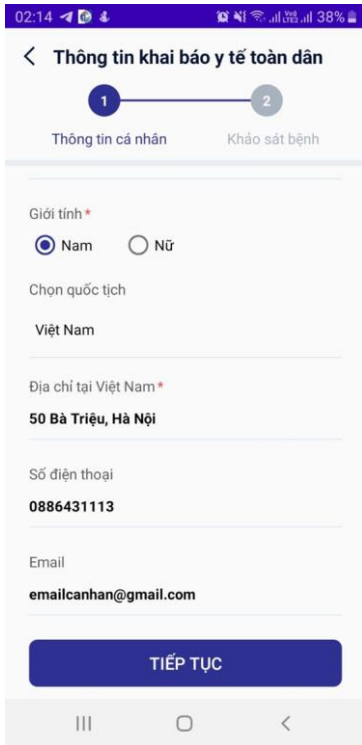 02:14
38%
Thông tin khai báo y tế toàn dân
1
2
Thông tin cá nhân
Khảo sát bệnh
Giới tính *
Nam
Nữ
Chọn quốc tịch
Việt Nam
Địa chỉ tại Việt Nam *
50 Bà Triệu, Hà Nội
Số điện thoại
0886431113
Email
emailcanhan@gmail.com
TIẾP TỤC